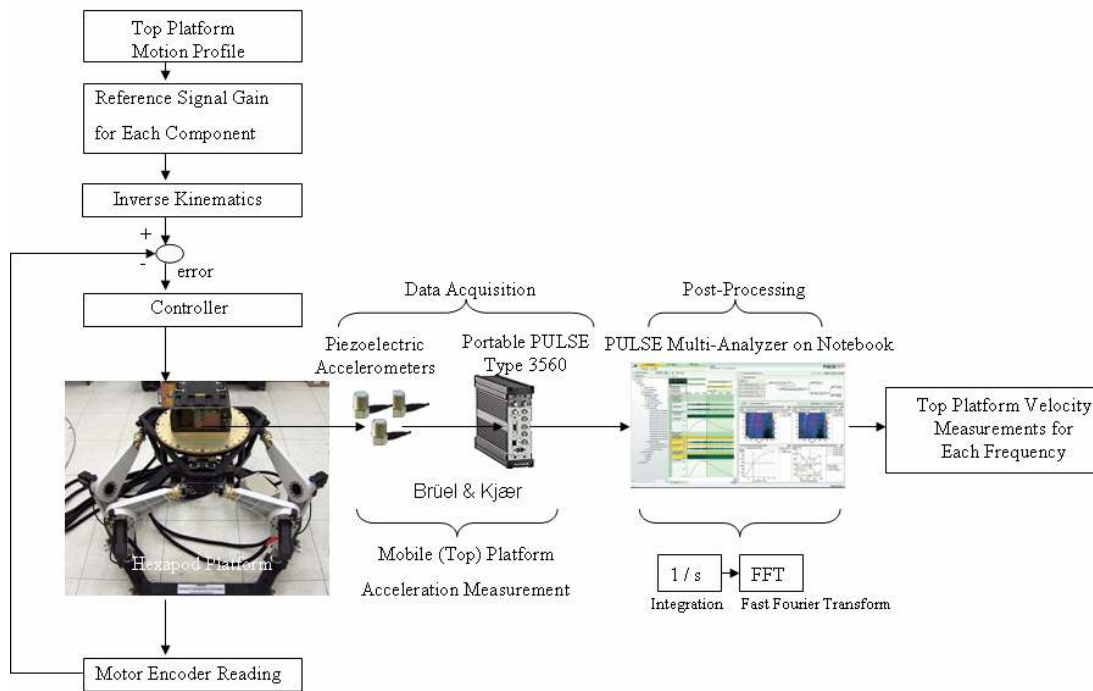 Top Platform
Motion Profile
Reference Signal Gain
for Each Component
Inverse Kinematics
+
-
error
Controller
Data Acquisition
Post-Processing
Piezoelectric
Accelerometers
Portable PULSE
Type 3560
PULSE Multi-Analyzer on Notebook
Top Platform Velocity
Measurements for
Each Frequency
Brüel & Kjær
Hexapod Platform
Mobile (Top) Platform
Acceleration Measurement
1 / s
FFT
Integration
Fast Fourier Transform
Motor Encoder Reading